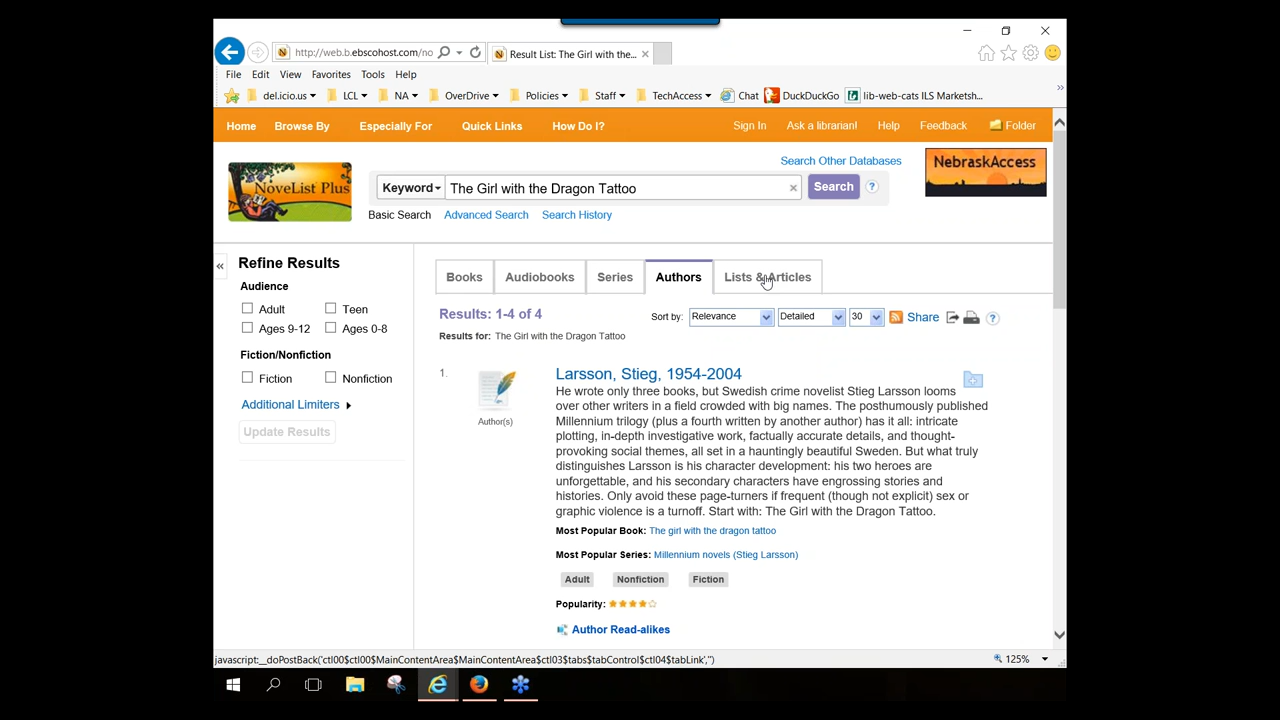 http://web.b.ebscohost.com/no
Result List: The Girl with the...
File Edit View Favorites Tools Help
del.icio.us LCL NA OverDrive Policies Staff TechAccess Chat DuckDuckGo lib-web-cats ILS Marketsh...
Home Browse By Especially For Quick Links How Do I? Sign In Ask a librarian! Help Feedback Folder
Search Other Databases
NoveList Plus
Keyword The Girl with the Dragon Tattoo Search
NebraskAccess
Basic Search Advanced Search Search History
Refine Results
Audience
Adult Teen
Ages 9-12 Ages 0-8
Fiction/Nonfiction
Fiction Nonfiction
Additional Limiters
Update Results
Books Audiobooks Series Authors Lists & Articles
Results: 1-4 of 4 Sort by: Relevance Detailed 30 Share
Results for: The Girl with the Dragon Tattoo
1.
Author(s)
Larsson, Stieg, 1954-2004
He wrote only three books, but Swedish crime novelist Stieg Larsson looms
over other writers in a field crowded with big names. The posthumously published
Millennium trilogy (plus a fourth written by another author) has it all: intricate
plotting, in-depth investigative work, factually accurate details, and thought-
provoking social themes, all set in a hauntingly beautiful Sweden. But what truly
distinguishes Larsson is his character development: his two heroes are
unforgettable, and his secondary characters have engrossing stories and
histories. Only avoid these page-turners if frequent (though not explicit) sex or
graphic violence is a turnoff. Start with: The Girl with the Dragon Tattoo.
Most Popular Book: The girl with the dragon tattoo
Most Popular Series: Millennium novels (Stieg Larsson)
Adult Nonfiction Fiction
Popularity:
Author Read-alikes
javascript:__doPostBack('ctl00$ctl00$MainContentArea$MainContentArea$ctl03$tabs$tabControl$ctl04$tabLink','')
125%